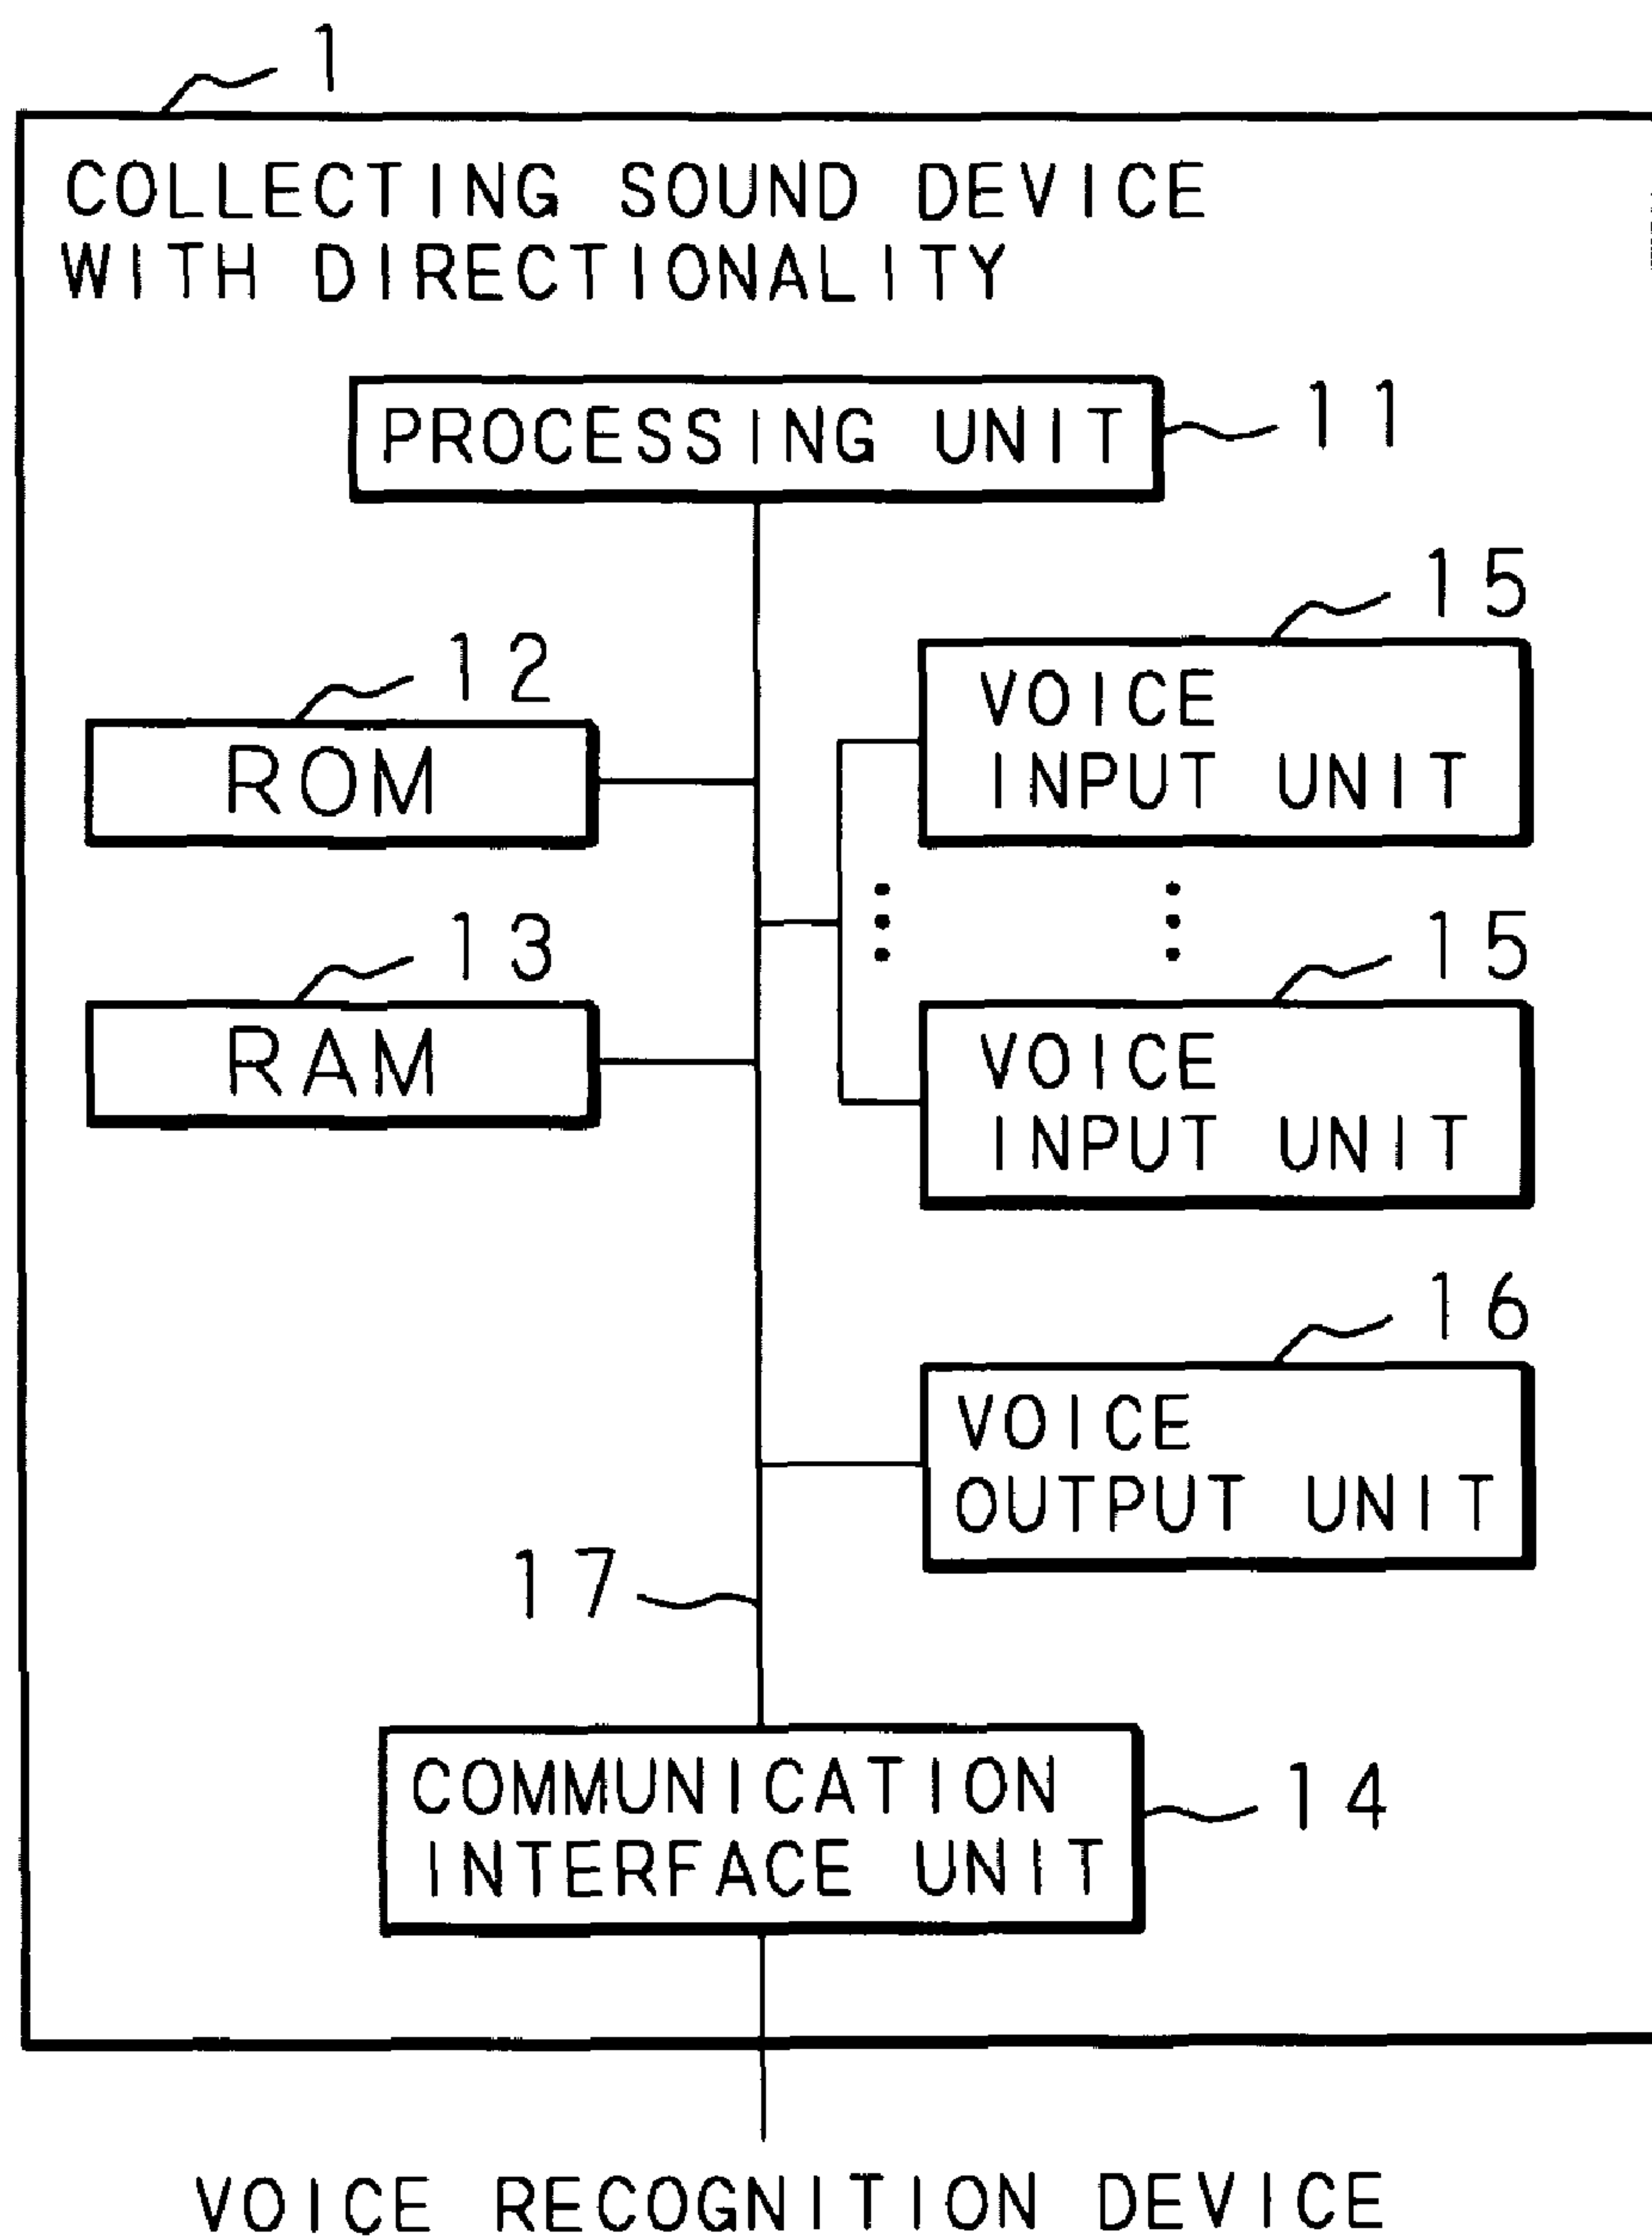 1
COLLECTING SOUND DEVICE
WITH DIRECTIONALITY
PROCESSING UNIT
11
15
12
VOICE
INPUT UNIT
ROM
13
15
RAM
VOICE
INPUT UNIT
16
VOICE
OUTPUT UNIT
17
COMMUNICATION
INTERFACE UNIT
14
VOICE RECOGNITION DEVICE